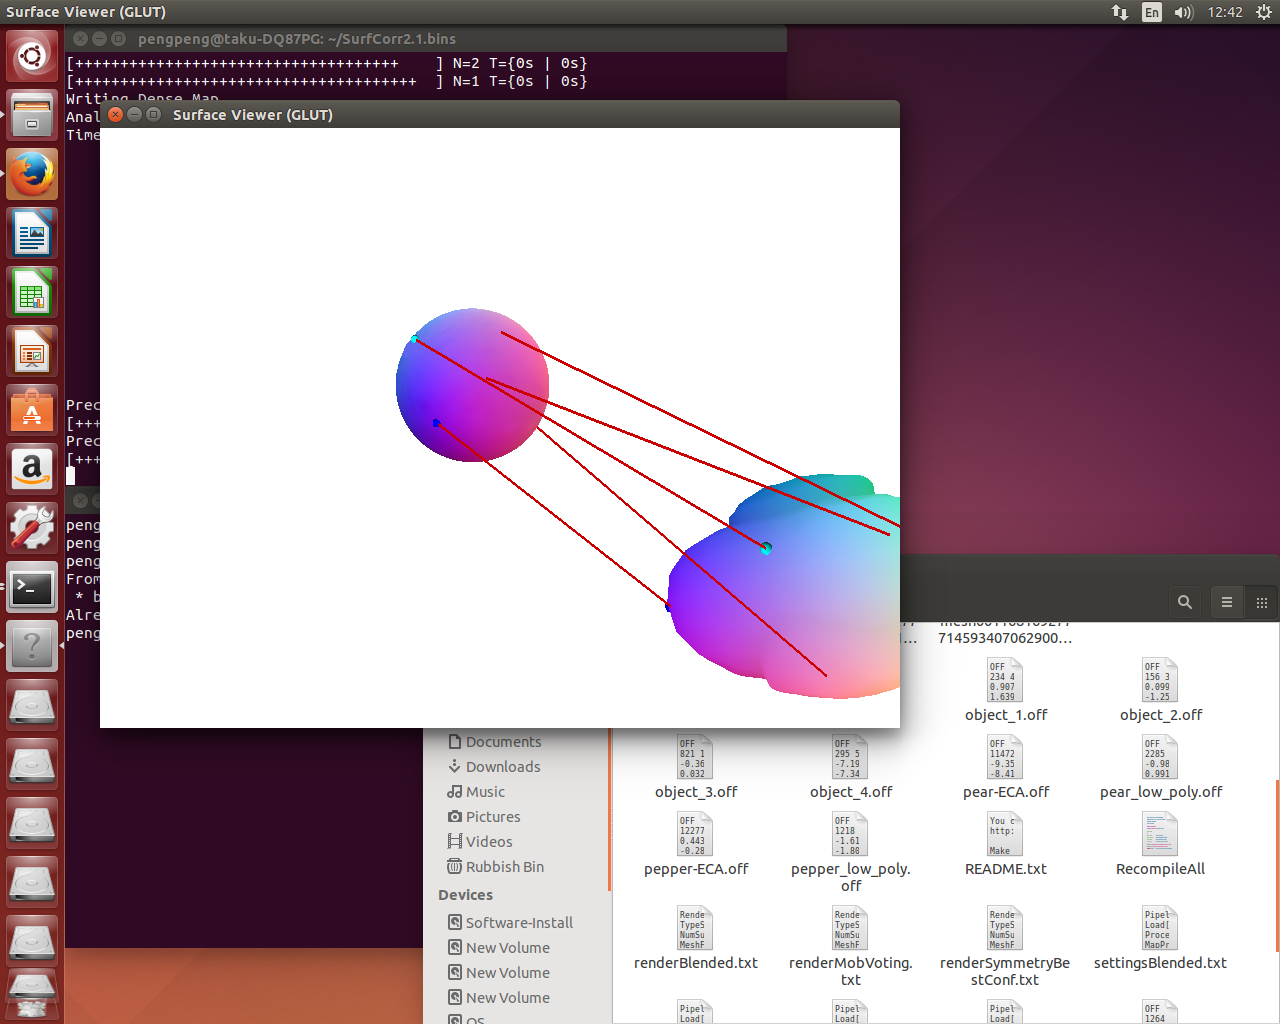 Surface Viewer (GLUT)
En
12:42
pengpeng@taku-DQ87PG: ~/SurfCorr2.1.bins
[++++++++++++++++++++++++++++++++++++    ] N=2 T={0s | 0s}
[++++++++++++++++++++++++++++++++++++++  ] N=1 T={0s | 0s}
Writing Dense Map
Anal
Time
Surface Viewer (GLUT)
Prec
[+++
Prec
[+++
peng
peng
peng
From
* b
Alre
peng
714593407062900...
OFF
234 4
0.907
1.639
object_1.off
OFF
156 3
0.099
-1.25
object_2.off
Documents
Downloads
Music
Pictures
Videos
Rubbish Bin
Devices
Software-Install
New Volume
New Volume
New Volume
OS
OFF
821 1
-0.36
0.032
object_3.off
OFF
295 5
-7.19
-7.34
object_4.off
OFF
11472
-9.35
-8.41
pear-ECA.off
OFF
2285
-0.98
0.991
pear_low_poly.off
OFF
12277
0.443
-0.28
pepper-ECA.off
OFF
1218
-1.61
-1.80
pepper_low_poly.
off
You c
http:
Make
README.txt
RecompileAll
Rende
TypeS
NumSu
MeshF
renderBlended.txt
Rende
TypeS
NumSu
MeshF
renderMobVoting.
txt
Rende
TypeS
NumSu
MeshF
renderSymmetryBe
stConf.txt
Pipel
Load[
Proce
MapPr
settingsBlended.txt
Pipel
Load[
Pipel
Load[
Pipel
Load[
OFF
1264